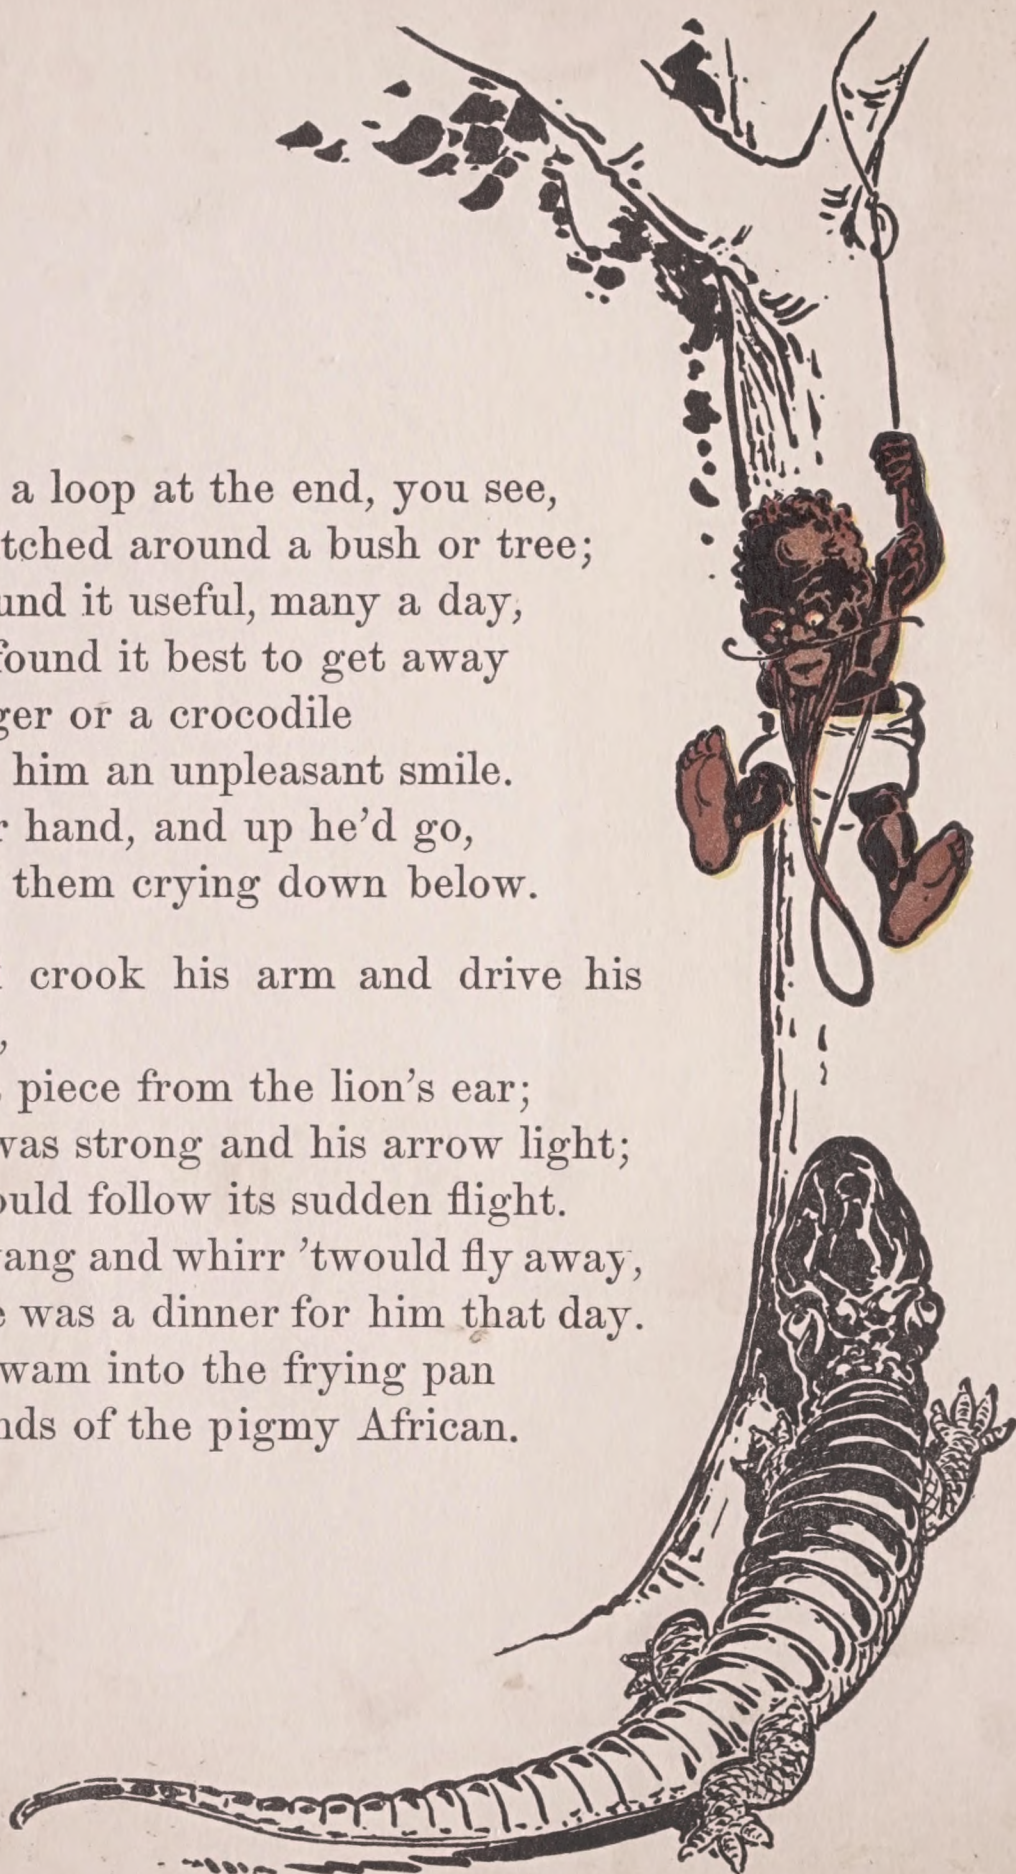 a loop at the end, you see,
tched around a bush or tree;
und it useful, many a day,
found it best to get away
ger or a crocodile
him an unpleasant smile.
r hand, and up he'd go,
them crying down below.
crook his arm and drive his
,
piece from the lion's ear;
was strong and his arrow light;
ould follow its sudden flight.
ang and whirr 'twould fly away,
e was a dinner for him that day.
wam into the frying pan
nds of the pigmy African.